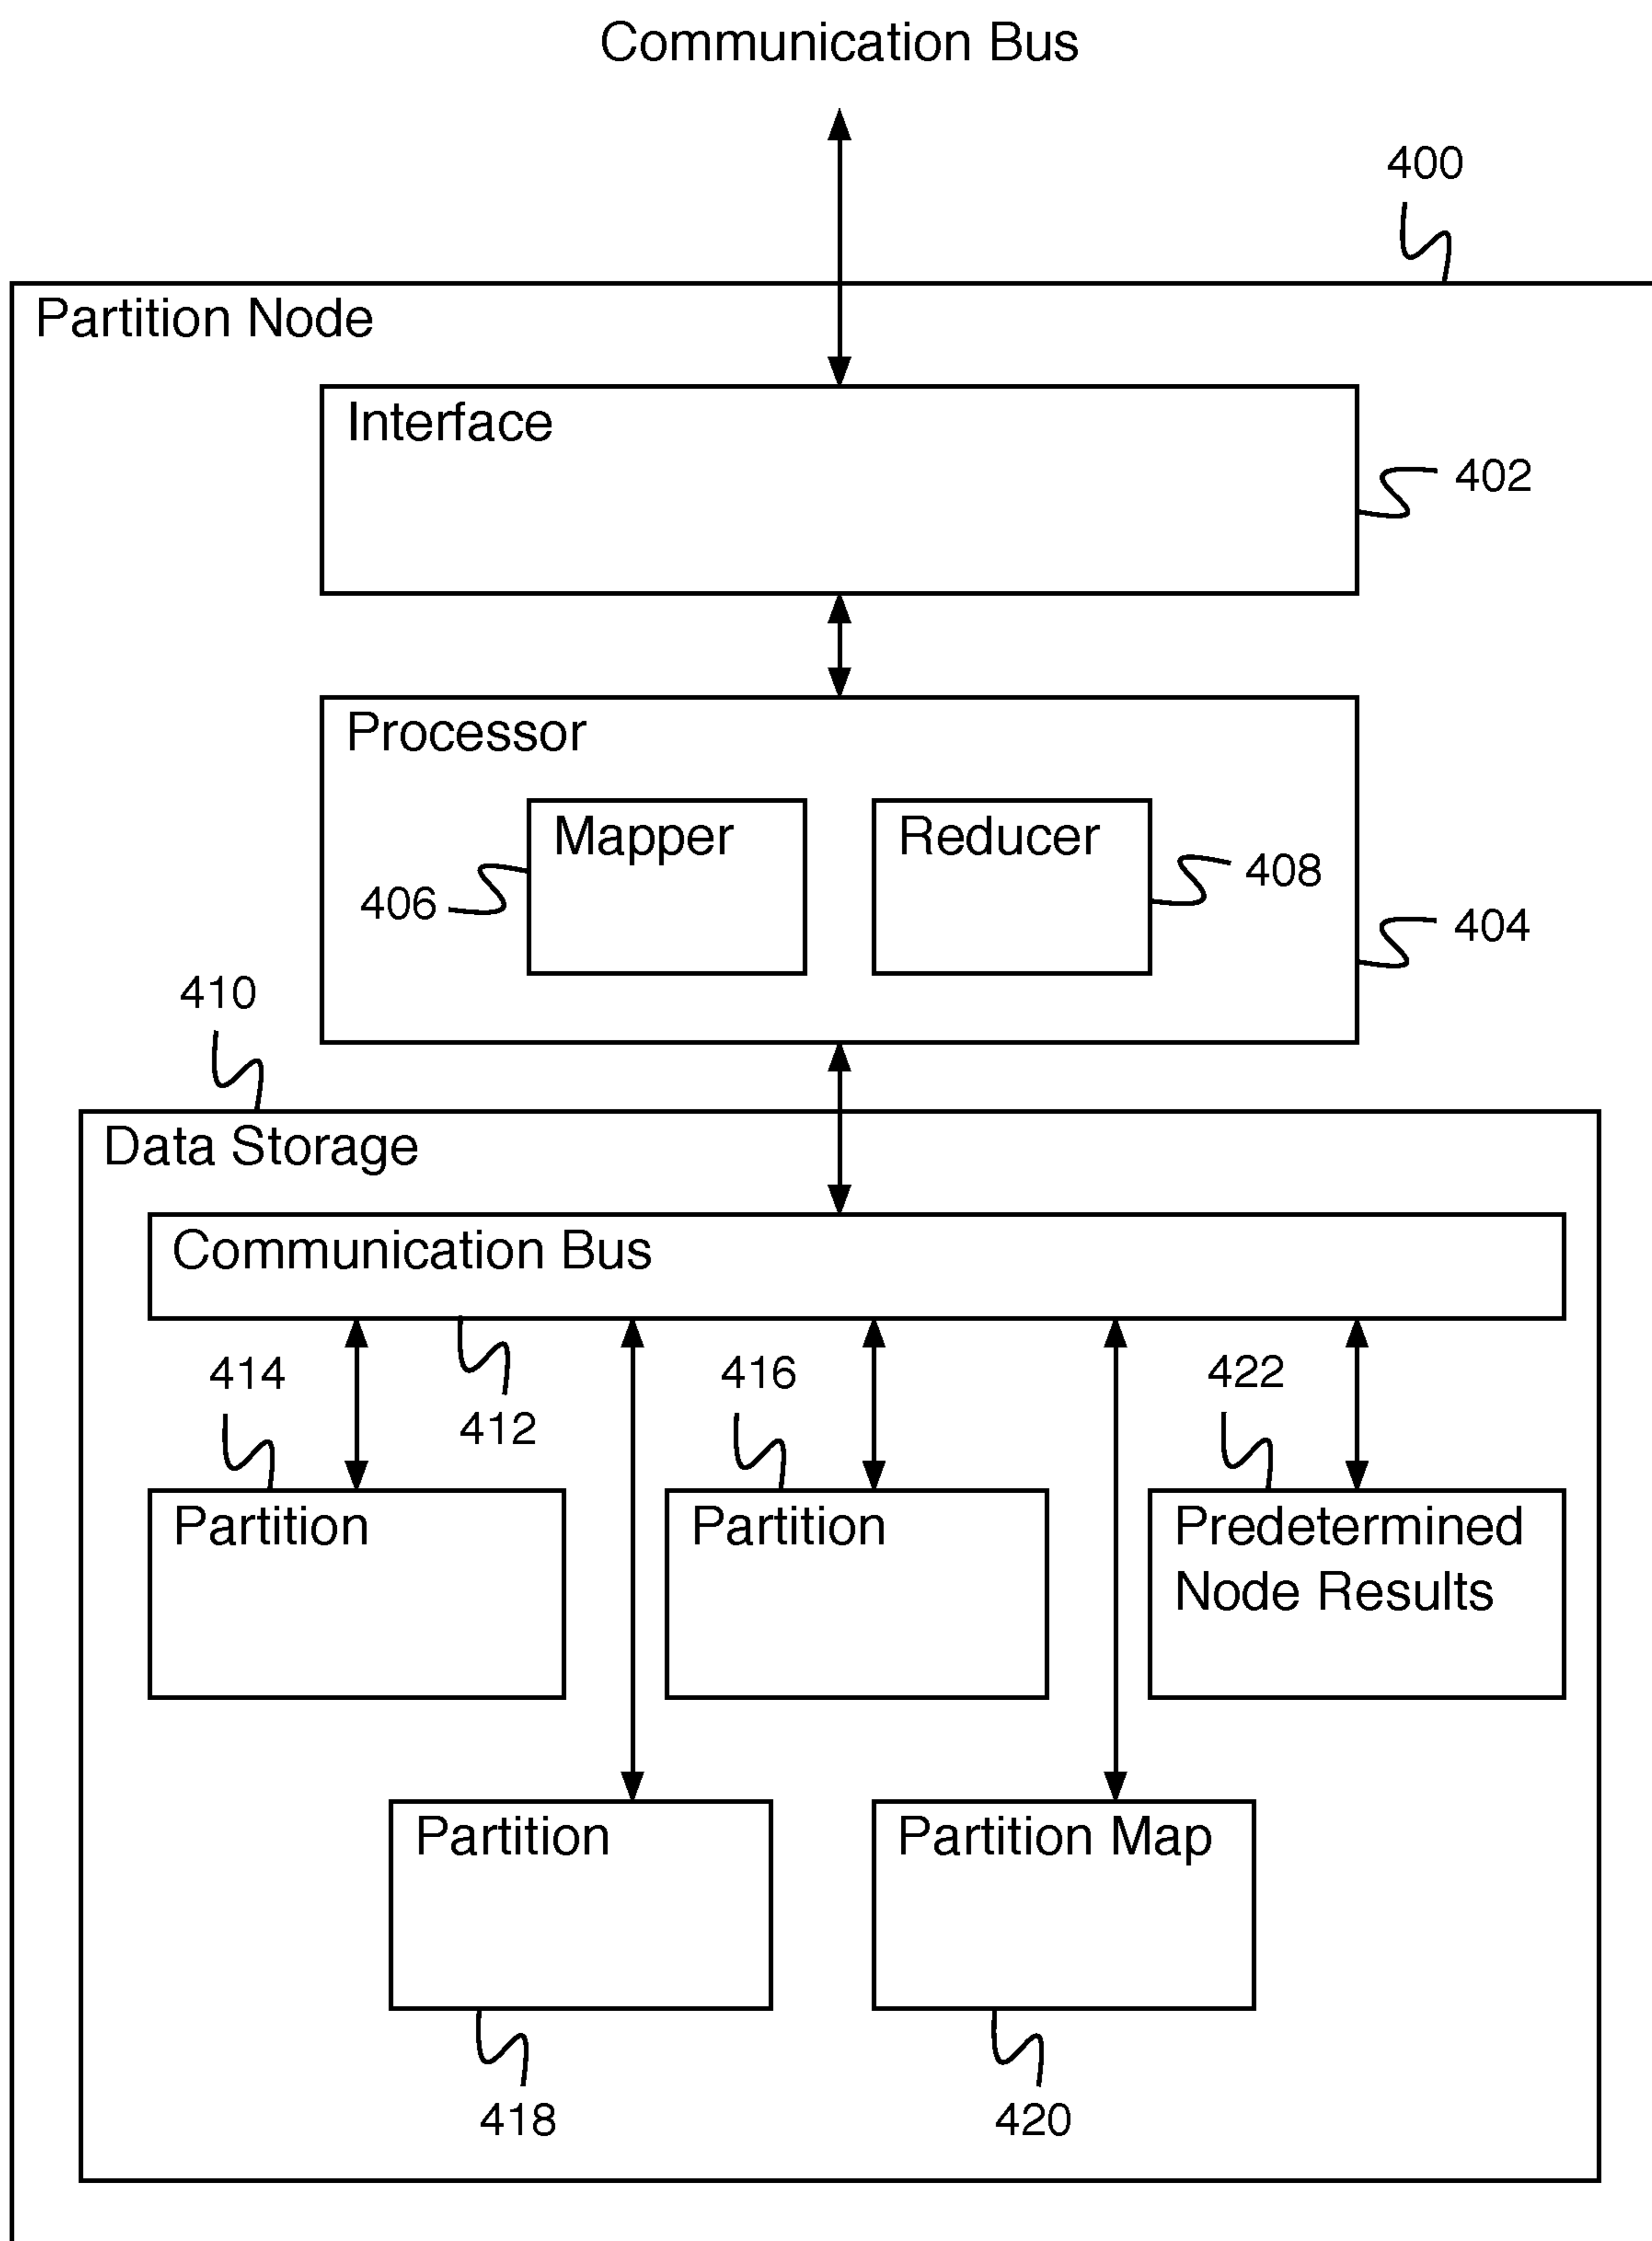 Communication Bus
400
Partition Node
Interface
402
Processor
Mapper
Reducer
406
408
404
410
Data Storage
Communication Bus
414
412
416
422
Partition
Partition
Predetermined
Node Results
Partition
Partition Map
418
420